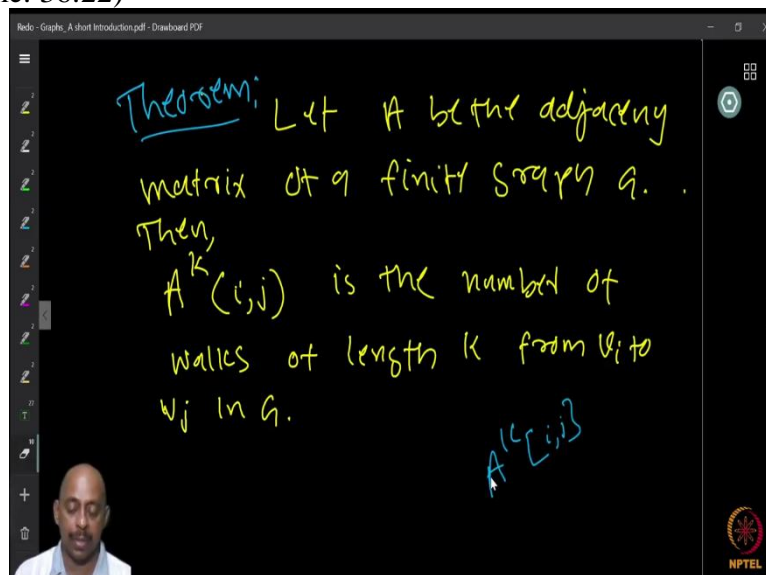 Redo - Graphs_A short Introduction.pdf - Drawboard PDF
Theorem: Let A be the adjaceny
matrix of a finite Graph G.
Then,
A^K (i,j) is the number of
walks of length K from vi to
vj in G.
A^K [i,j]
NPTEL